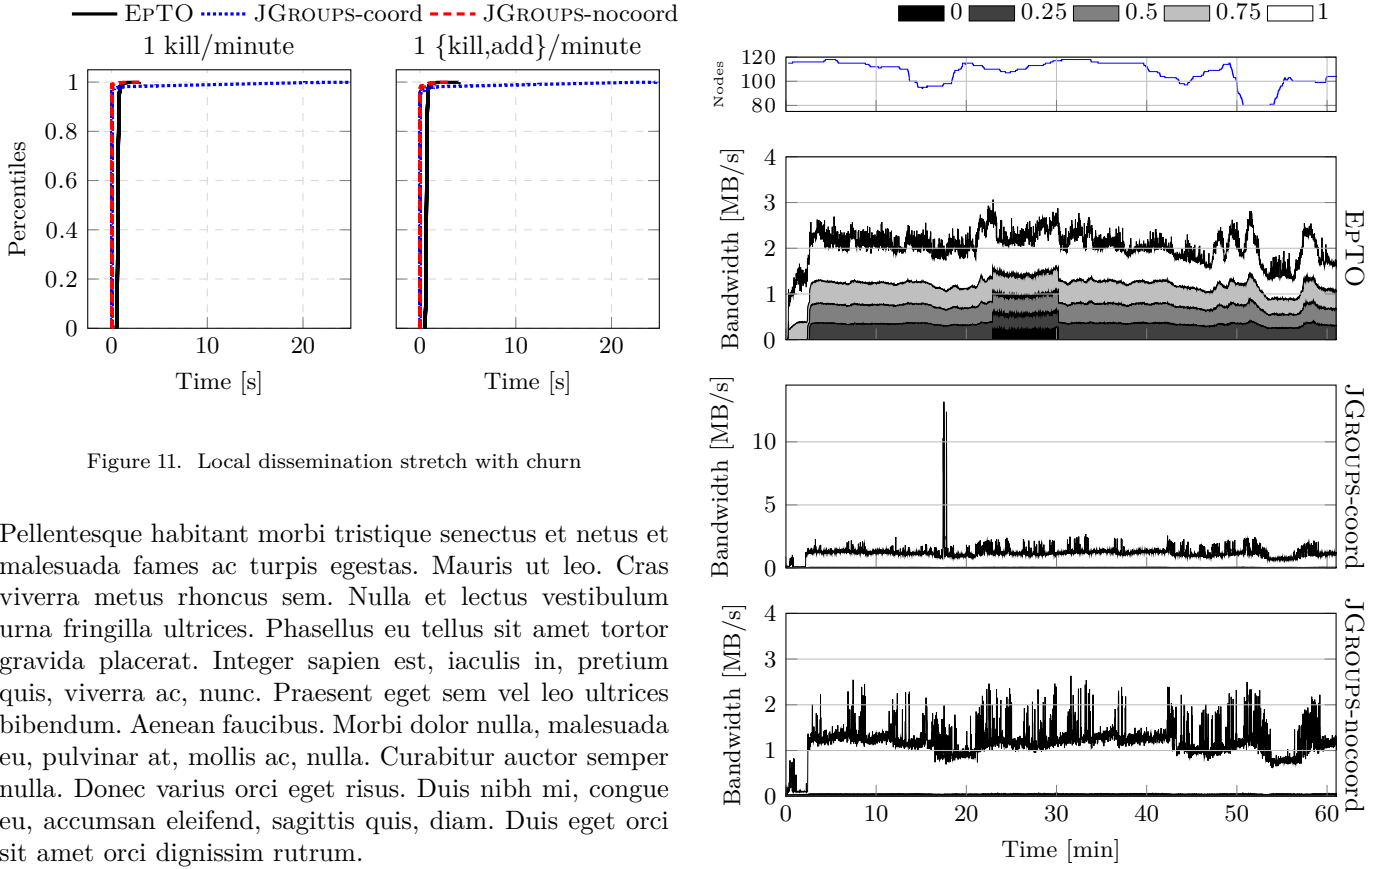 EpTO JGroups-coord JGroups-nocoord
1 kill/minute
1 {kill,add}/minute
Percentiles
1
0.8
0.6
0.4
0.2
0
0 10 20
0 10 20
Time [s]
Time [s]
Figure 11. Local dissemination stretch with churn
Pellentesque habitant morbi tristique senectus et netus et
malesuada fames ac turpis egestas. Mauris ut leo. Cras
viverra metus rhoncus sem. Nulla et lectus vestibulum
urna fringilla ultrices. Phasellus eu tellus sit amet tortor
gravida placerat. Integer sapien est, iaculis in, pretium
quis, viverra ac, nunc. Praesent eget sem vel leo ultrices
bibendum. Aenean faucibus. Morbi dolor nulla, malesuada
eu, pulvinar at, mollis ac, nulla. Curabitur auctor semper
nulla. Donec varius orci eget risus. Duis nibh mi, congue
eu, accumsan eleifend, sagittis quis, diam. Duis eget orci
sit amet orci dignissim rutrum.
0 0.25 0.5 0.75 1
Nodes
120
100
80
Bandwidth [MB/s]
4
3
2
1
0
EpTO
Bandwidth [MB/s]
10
5
0
JGroups-coord
Bandwidth [MB/s]
4
3
2
1
0
JGroups-nocoord
0 10 20 30 40 50 60
Time [min]